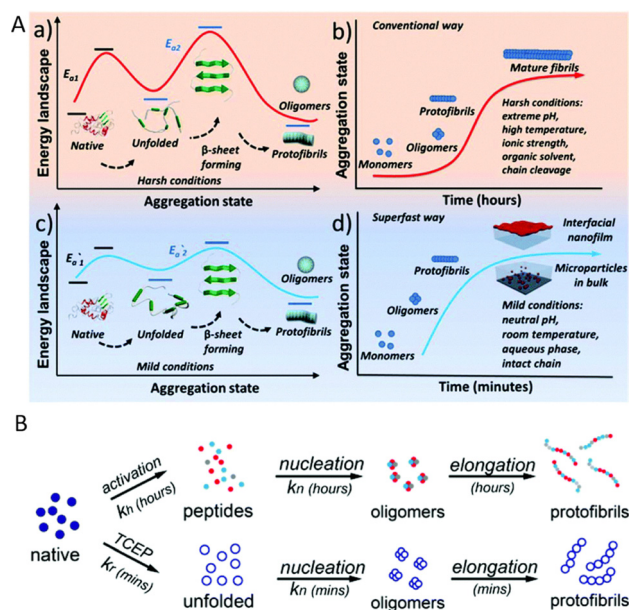 A
a)
Energy landscape
Ea1
Ea2
Native
Unfolded
β-sheet
forming
Oligomers
Protofibrils
Harsh conditions
Aggregation state
b)
Conventional way
Aggregation state
Mature fibrils
Protofibrils
Oligomers
Monomers
Harsh conditions:
extreme pH,
high temperature,
ionic strength,
organic solvent,
chain cleavage
Time (hours)
c)
Energy landscape
Ea`1
Ea`2
Native
Unfolded
β-sheet
forming
Oligomers
Protofibrils
Mild conditions
Aggregation state
d)
Superfast way
Aggregation state
Interfacial
nanofilm
Microparticles
in bulk
Protofibrils
Oligomers
Monomers
Mild conditions:
neutral pH,
room temperature,
aqueous phase,
intact chain
Time (minutes)
B
native
activation
kh (hours)
peptides
nucleation
kn (hours)
oligomers
elongation
(hours)
protofibrils
TCEP
kr (mins)
unfolded
nucleation
kn (mins)
oligomers
elongation
(mins)
protofibrils